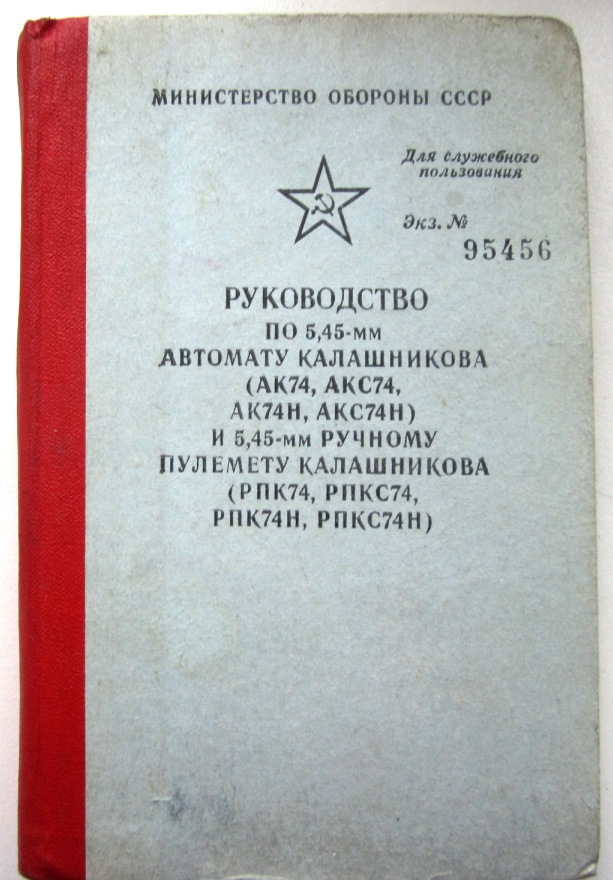 МИНИСТЕРСТВО ОБОРОНЫ СССР
Для служебного
пользования
Экз. №
95456
РУКОВОДСТВО
ПО 5,45-мм
АВТОМАТУ КАЛАШНИКОВА
(АК74, АКС74,
АК74Н, АКС74Н)
И 5,45-мм РУЧНОМУ
ПУЛЕМЕТУ КАЛАШНИКОВА
(РПК74, РПКС74,
РПК74Н, РПКС74Н)